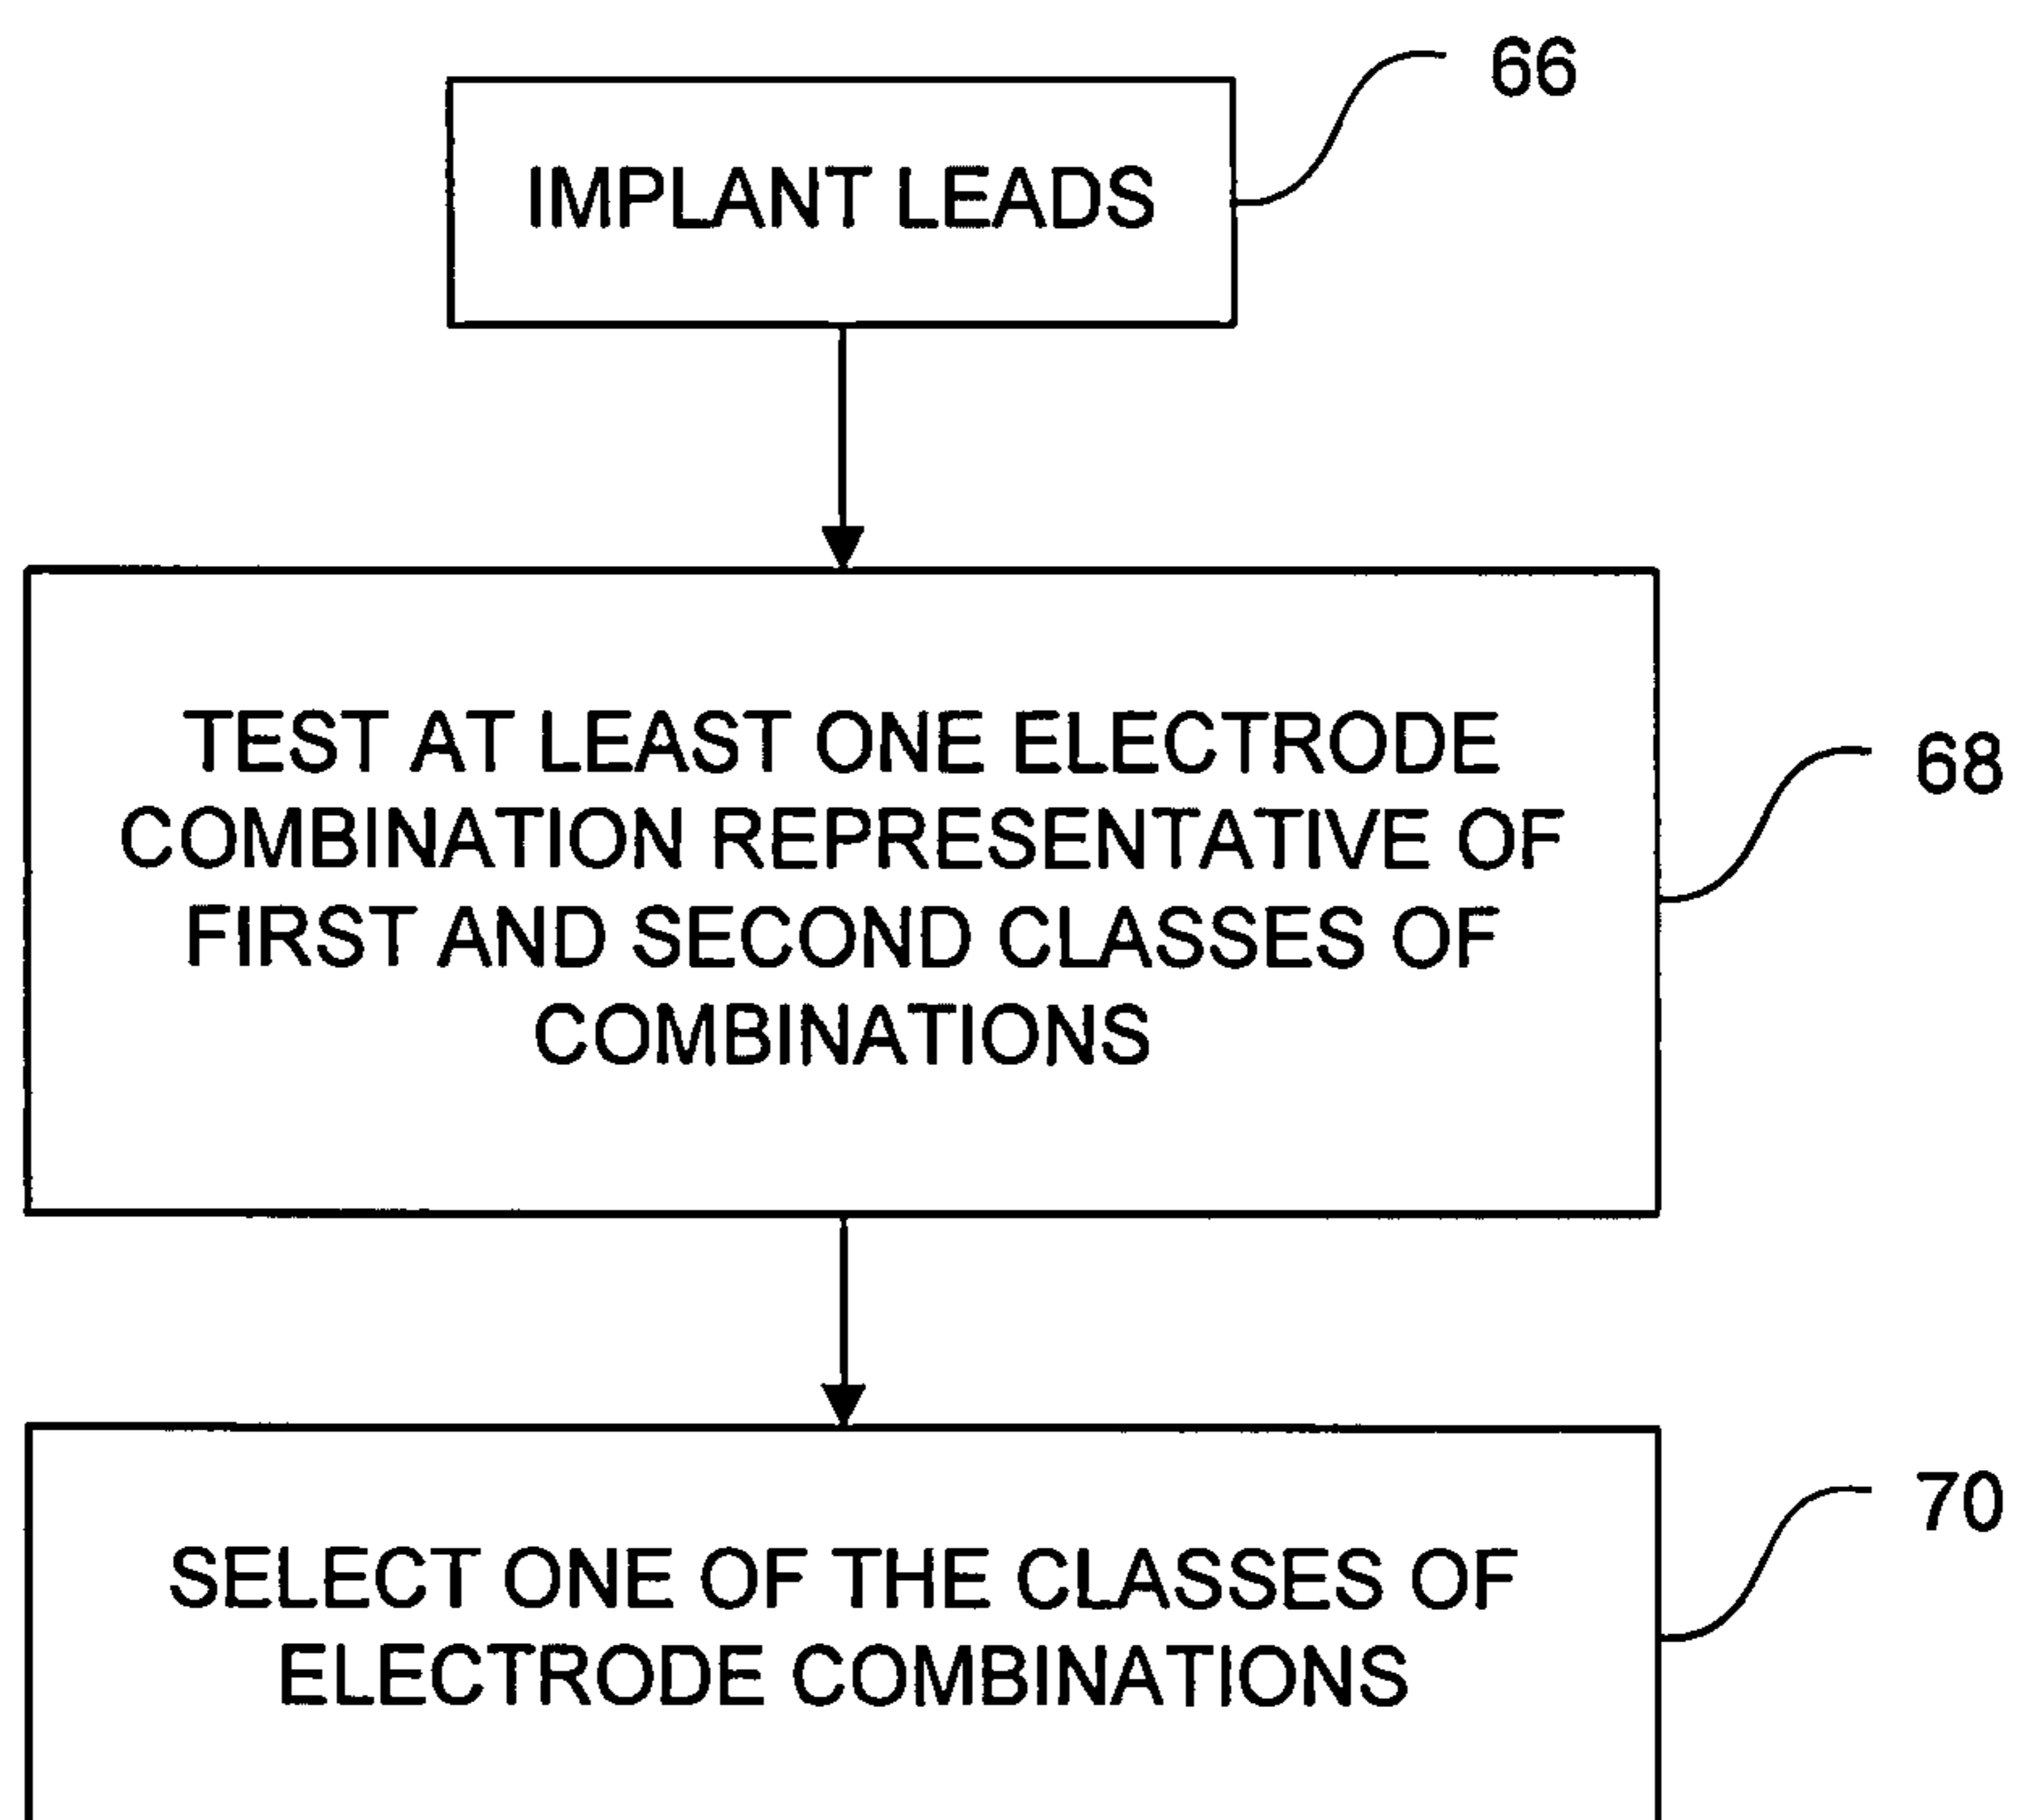 66
IMPLANT LEADS
68
TEST AT LEAST ONE ELECTRODE
COMBINATION REPRESENTATIVE OF
FIRST AND SECOND CLASSES OF
COMBINATIONS
70
SELECT ONE OF THE CLASSES OF
ELECTRODE COMBINATIONS